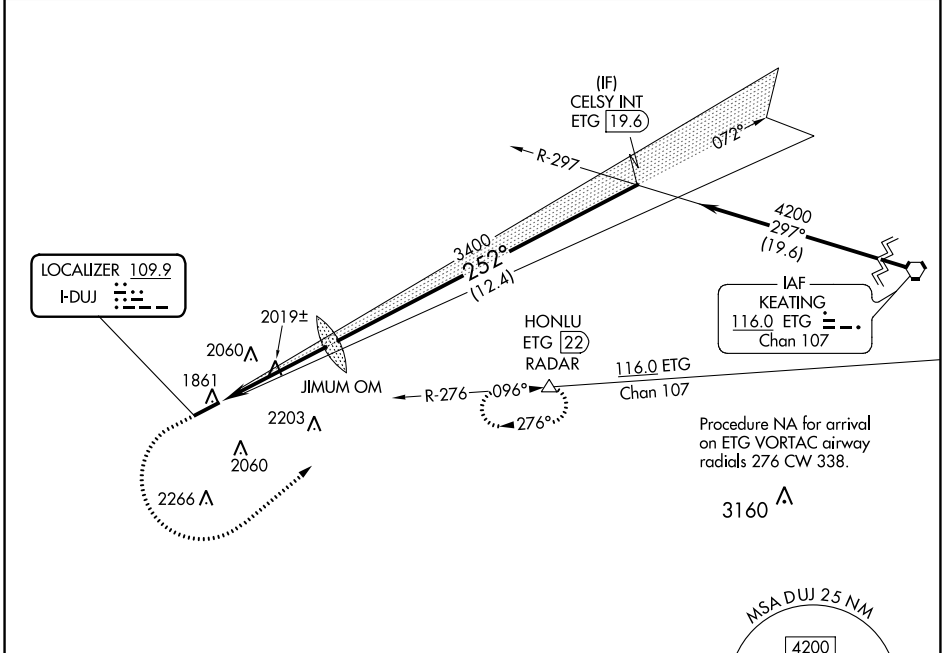 (IF)
CELSY INT
ETG 19.6
R-297
072°
4200
297°
(19.6)
3400
252°
(12.4)
LOCALIZER 109.9
I-DUJ
IAF
KEATING
116.0 ETG
Chan 107
2019±
2060
1861
JIMUM OM
HONLU
ETG 22
RADAR
116.0 ETG
Chan 107
R-276
096°
276°
2203
2060
2266
Procedure NA for arrival
on ETG VORTAC airway
radials 276 CW 338.
3160
MSA DUJ 25 NM
4200